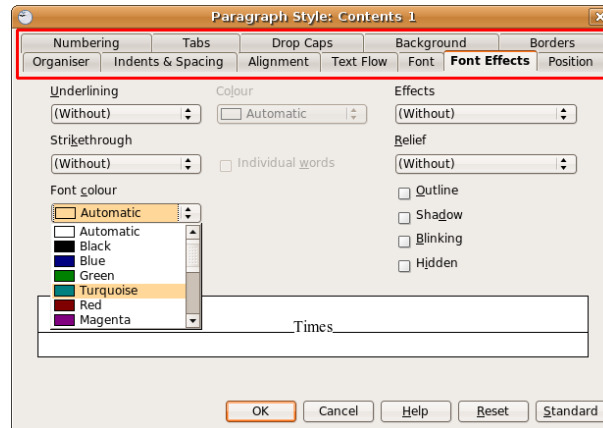 Paragraph Style: Contents 1
Numbering Tabs Drop Caps Background Borders
Organiser Indents & Spacing Alignment Text Flow Font Font Effects Position
Underlining Colour Effects
(Without) Automatic (Without)
Strikethrough Relief
(Without) Individual words (Without)
Font colour Outline
Automatic Shadow
Automatic Blinking
Black
Blue Hidden
Green
Turquoise
Red
Magenta
Times
OK Cancel Help Reset Standard